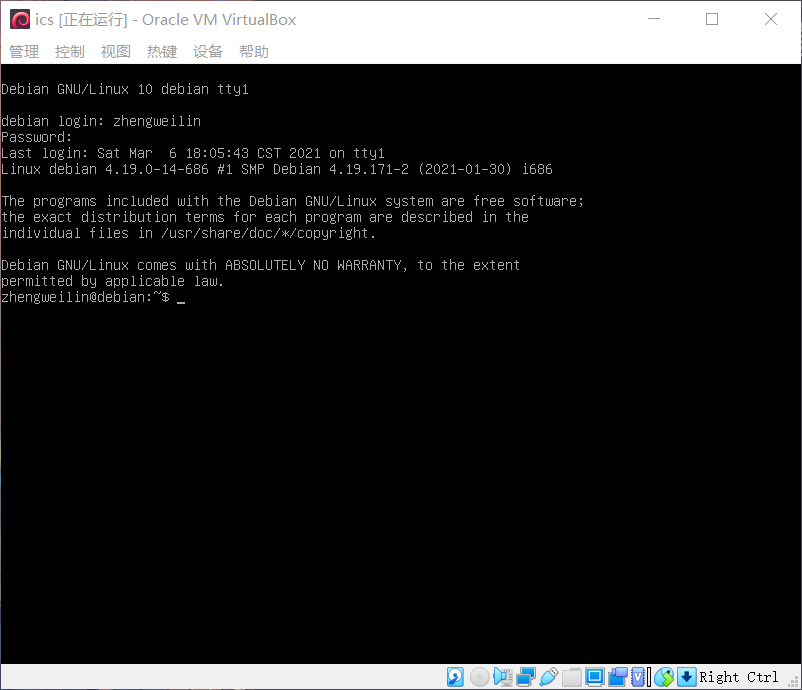 ics [正在运行] - Oracle VM VirtualBox
管理 控制 视图 热键 设备 帮助
Debian GNU/Linux 10 debian tty1
debian login: zhengweilin
Password:
Last login: Sat Mar  6 18:05:43 CST 2021 on tty1
Linux debian 4.19.0-14-686 #1 SMP Debian 4.19.171-2 (2021-01-30) i686
The programs included with the Debian GNU/Linux system are free software;
the exact distribution terms for each program are described in the
individual files in /usr/share/doc/*/copyright.
Debian GNU/Linux comes with ABSOLUTELY NO WARRANTY, to the extent
permitted by applicable law.
zhengweilin@debian:~$ _
Right Ctrl